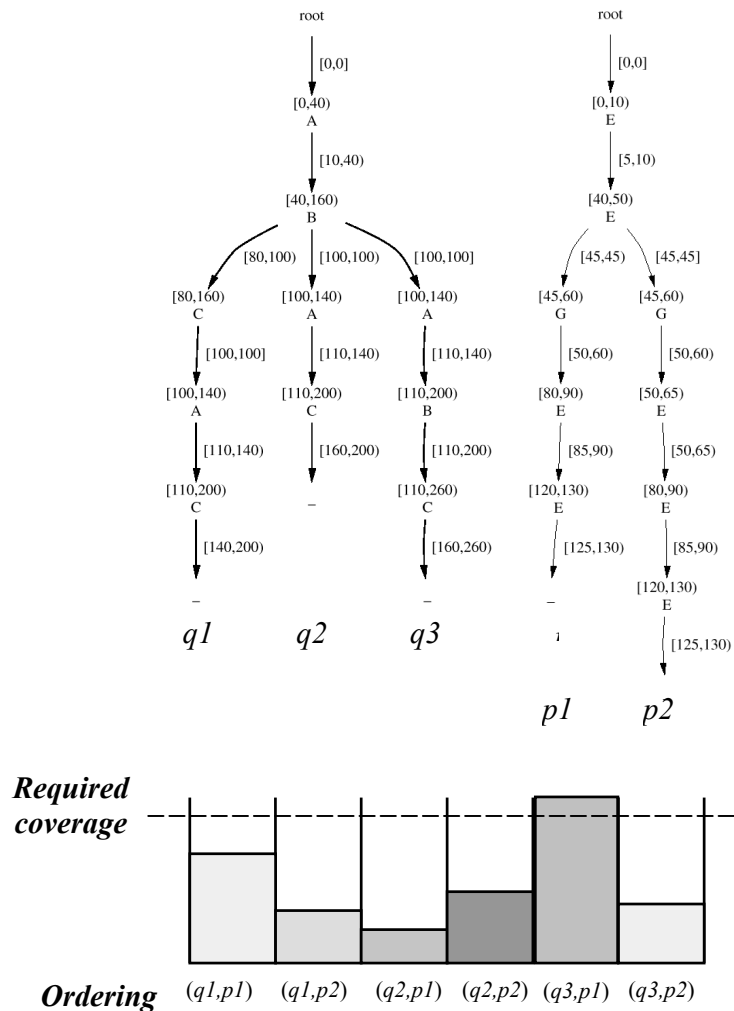 root root
[0,0] [0,0]
[0,40) [0,10)
A E
[10,40) [5,10)
[40,160) [40,50)
B E
[80,100) [100,100) [100,100] [45,45) [45,45]
[80,160) [100,140) [100,140) [45,60) [45,60)
C A A G G
[100,100] [110,140) [110,140) [50,60) [50,60)
[100,140) [110,200) [110,200) [80,90) [50,65)
A C B E E
[110,140) [160,200) [110,200) [85,90) [50,65)
[110,200) – [110,260) [120,130) [80,90)
C C E E
[140,200) [160,260) [125,130) [85,90)
[120,130)
– – – E
q1 q2 q3 [125,130)
p1 p2
Required
coverage
Ordering (q1,p1) (q1,p2) (q2,p1) (q2,p2) (q3,p1) (q3,p2)